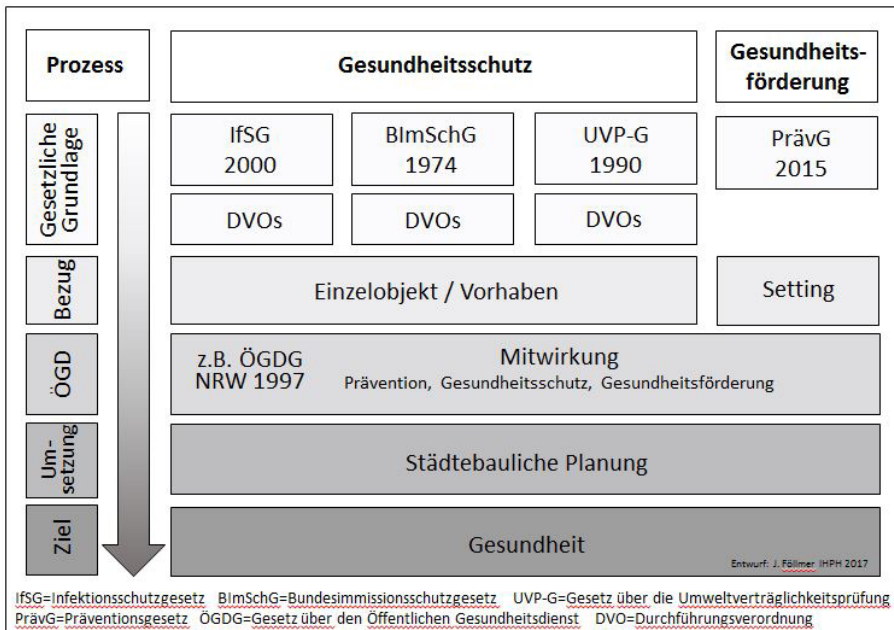 Prozess
Gesundheitsschutz
Gesundheits-
förderung
Gesetzliche
Grundlage
IfSG
2000
BImSchG
1974
UVP-G
1990
PrävG
2015
DVOs
DVOs
DVOs
Bezug
Einzelobjekt / Vorhaben
Setting
ÖGD
z.B. ÖGDG
NRW 1997
Mitwirkung
Prävention, Gesundheitsschutz, Gesundheitsförderung
Um-
setzung
Städtebauliche Planung
Ziel
Gesundheit
Entwurf: J. Föllmer IHPH 2017
IfSG=Infektionsschutzgesetz BImSchG=Bundesimmissionsschutzgesetz UVP-G=Gesetz über die Umweltverträglichkeitsprüfung
PrävG=Präventionsgesetz ÖGDG=Gesetz über den Öffentlichen Gesundheitsdienst DVO=Durchführungsverordnung